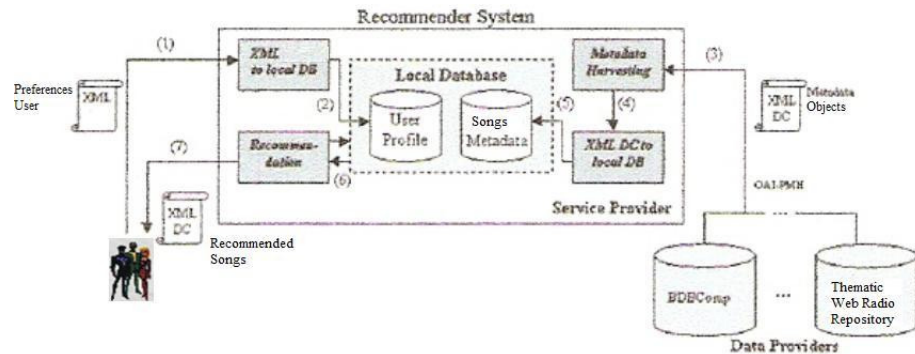 Recommender System
(1)
XML
to local DB
Metadata
Harvesting
(3)
Preferences
User
XML
Local Database
Metadata
Objects
XML
DC
(2)
(4)
(5)
User
Profile
Songs
Metadata
(7)
Recommen-
dation
(6)
XML DC to
local DB
OAI-PMH
XML
DC
Service Provider
Recommended
Songs
...
BDBComp
...
Thematic
Web Radio
Repository
Data Providers